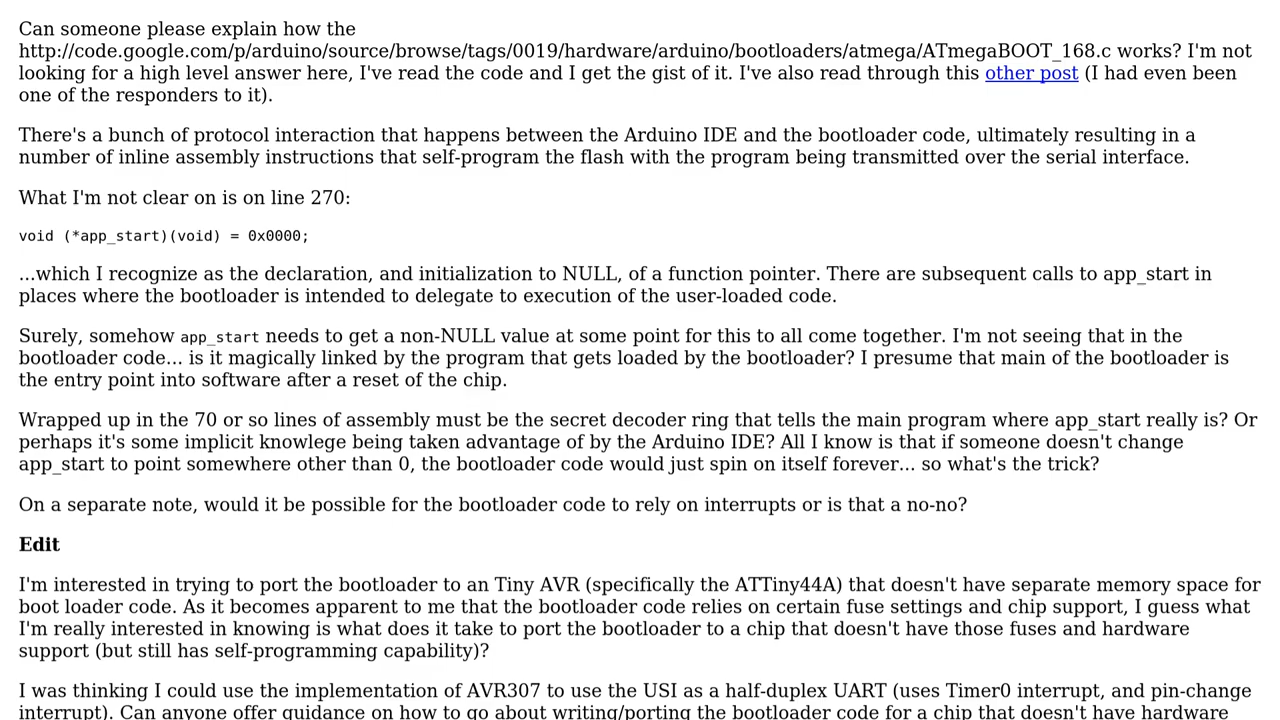 Can someone please explain how the
http://code.google.com/p/arduino/source/browse/tags/0019/hardware/arduino/bootloaders/atmega/ATmegaBOOT_168.c works? I'm not
looking for a high level answer here, I've read the code and I get the gist of it. I've also read through this other post (I had even been
one of the responders to it).
There's a bunch of protocol interaction that happens between the Arduino IDE and the bootloader code, ultimately resulting in a
number of inline assembly instructions that self-program the flash with the program being transmitted over the serial interface.
What I'm not clear on is on line 270:
void (*app_start)(void) = 0x0000;
...which I recognize as the declaration, and initialization to NULL, of a function pointer. There are subsequent calls to app_start in
places where the bootloader is intended to delegate to execution of the user-loaded code.
Surely, somehow app_start needs to get a non-NULL value at some point for this to all come together. I'm not seeing that in the
bootloader code... is it magically linked by the program that gets loaded by the bootloader? I presume that main of the bootloader is
the entry point into software after a reset of the chip.
Wrapped up in the 70 or so lines of assembly must be the secret decoder ring that tells the main program where app_start really is? Or
perhaps it's some implicit knowlege being taken advantage of by the Arduino IDE? All I know is that if someone doesn't change
app_start to point somewhere other than 0, the bootloader code would just spin on itself forever... so what's the trick?
On a separate note, would it be possible for the bootloader code to rely on interrupts or is that a no-no?
Edit
I'm interested in trying to port the bootloader to an Tiny AVR (specifically the ATTiny44A) that doesn't have separate memory space for
boot loader code. As it becomes apparent to me that the bootloader code relies on certain fuse settings and chip support, I guess what
I'm really interested in knowing is what does it take to port the bootloader to a chip that doesn't have those fuses and hardware
support (but still has self-programming capability)?
I was thinking I could use the implementation of AVR307 to use the USI as a half-duplex UART (uses Timer0 interrupt, and pin-change
interrupt). Can anyone offer guidance on how to go about writing/porting the bootloader code for a chip that doesn't have hardware